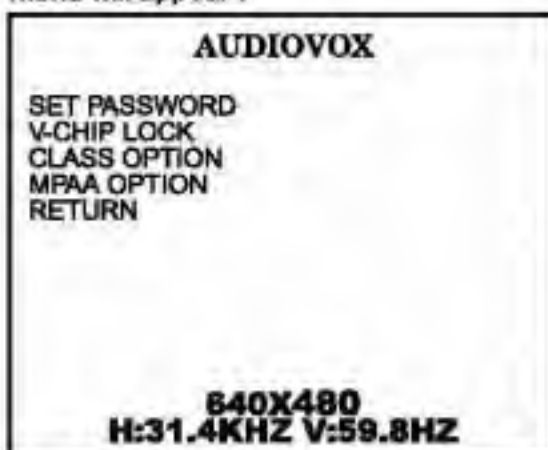 AUDIOVOX
SET PASSWORD
V-CHIP LOCK
CLASS OPTION
MPAA OPTION
RETURN
640X480
H:31.4KHZ V:59.8HZ